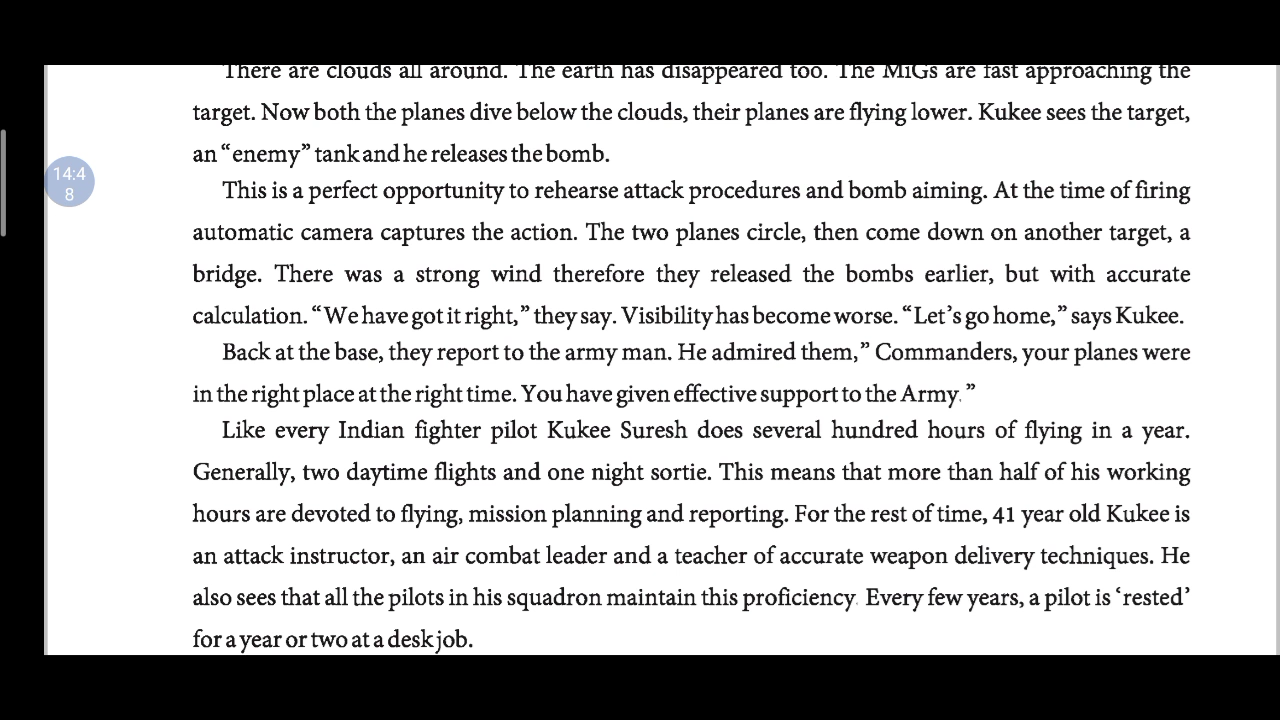 There are clouds all around. The earth has disappeared too. The MiGs are fast approaching the
target. Now both the planes dive below the clouds, their planes are flying lower. Kukee sees the target,
an “enemy” tank and he releases the bomb.
14:4
8
This is a perfect opportunity to rehearse attack procedures and bomb aiming. At the time of firing
automatic camera captures the action. The two planes circle, then come down on another target, a
bridge. There was a strong wind therefore they released the bombs earlier, but with accurate
calculation. “We have got it right,” they say. Visibility has become worse. “Let’s go home,” says Kukee.
Back at the base, they report to the army man. He admired them,” Commanders, your planes were
in the right place at the right time. You have given effective support to the Army.”
Like every Indian fighter pilot Kukee Suresh does several hundred hours of flying in a year.
Generally, two daytime flights and one night sortie. This means that more than half of his working
hours are devoted to flying, mission planning and reporting. For the rest of time, 41 year old Kukee is
an attack instructor, an air combat leader and a teacher of accurate weapon delivery techniques. He
also sees that all the pilots in his squadron maintain this proficiency. Every few years, a pilot is ‘rested’
for a year or two at a desk job.